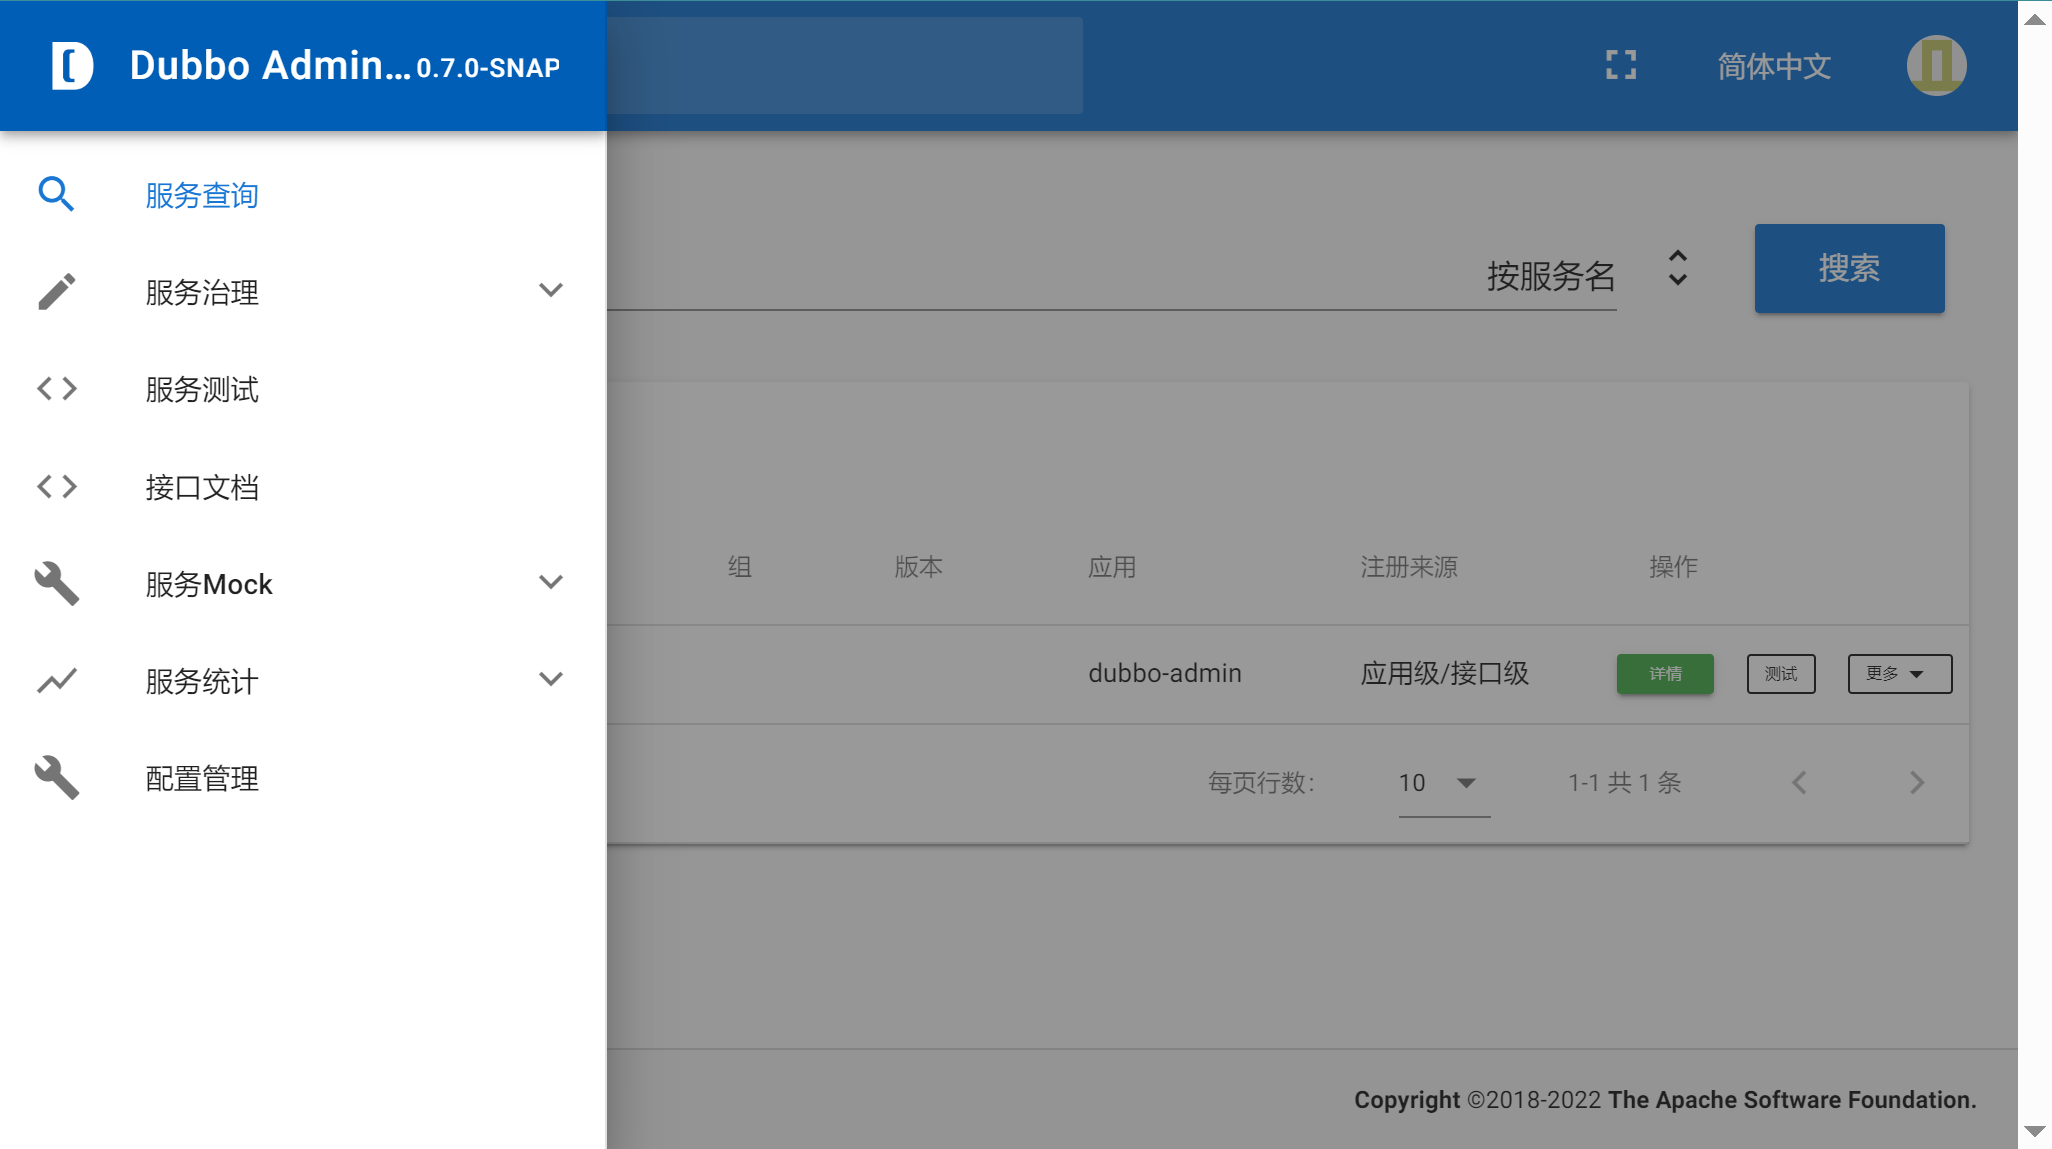 Dubbo Admin... 0.7.0-SNAP
简体中文
服务查询
服务治理
服务测试
接口文档
服务Mock
服务统计
配置管理
按服务名
搜索
组 版本 应用 注册来源 操作
dubbo-admin 应用级/接口级 详情 测试 更多
每页行数: 10 1-1 共 1 条
Copyright ©2018-2022 The Apache Software Foundation.